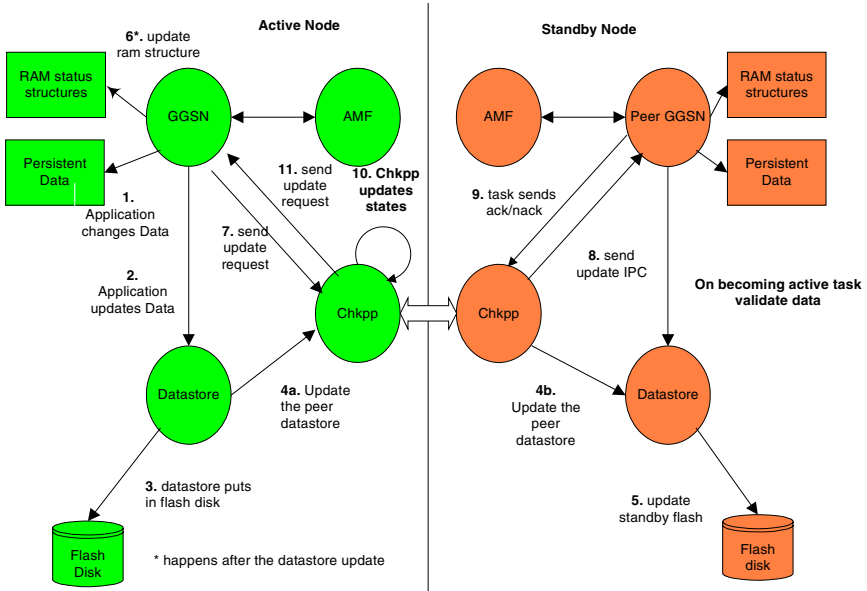 Active Node
Standby Node
6*. update
ram structure
RAM status
structures
GGSN
AMF
Persistent
Data
1.
Application
changes Data
11. send
update
request
10. Chkpp
updates
states
7. send
update
request
2.
Application
updates Data
Chkpp
Datastore
4a. Update
the peer
datastore
3. datastore puts
in flash disk
Flash
Disk
* happens after the datastore update
AMF
Peer GGSN
RAM status
structures
Persistent
Data
9. task sends
ack/nack
8. send
update IPC
On becoming active task
validate data
Chkpp
4b.
Update the
peer
datastore
Datastore
5. update
standby flash
Flash
disk